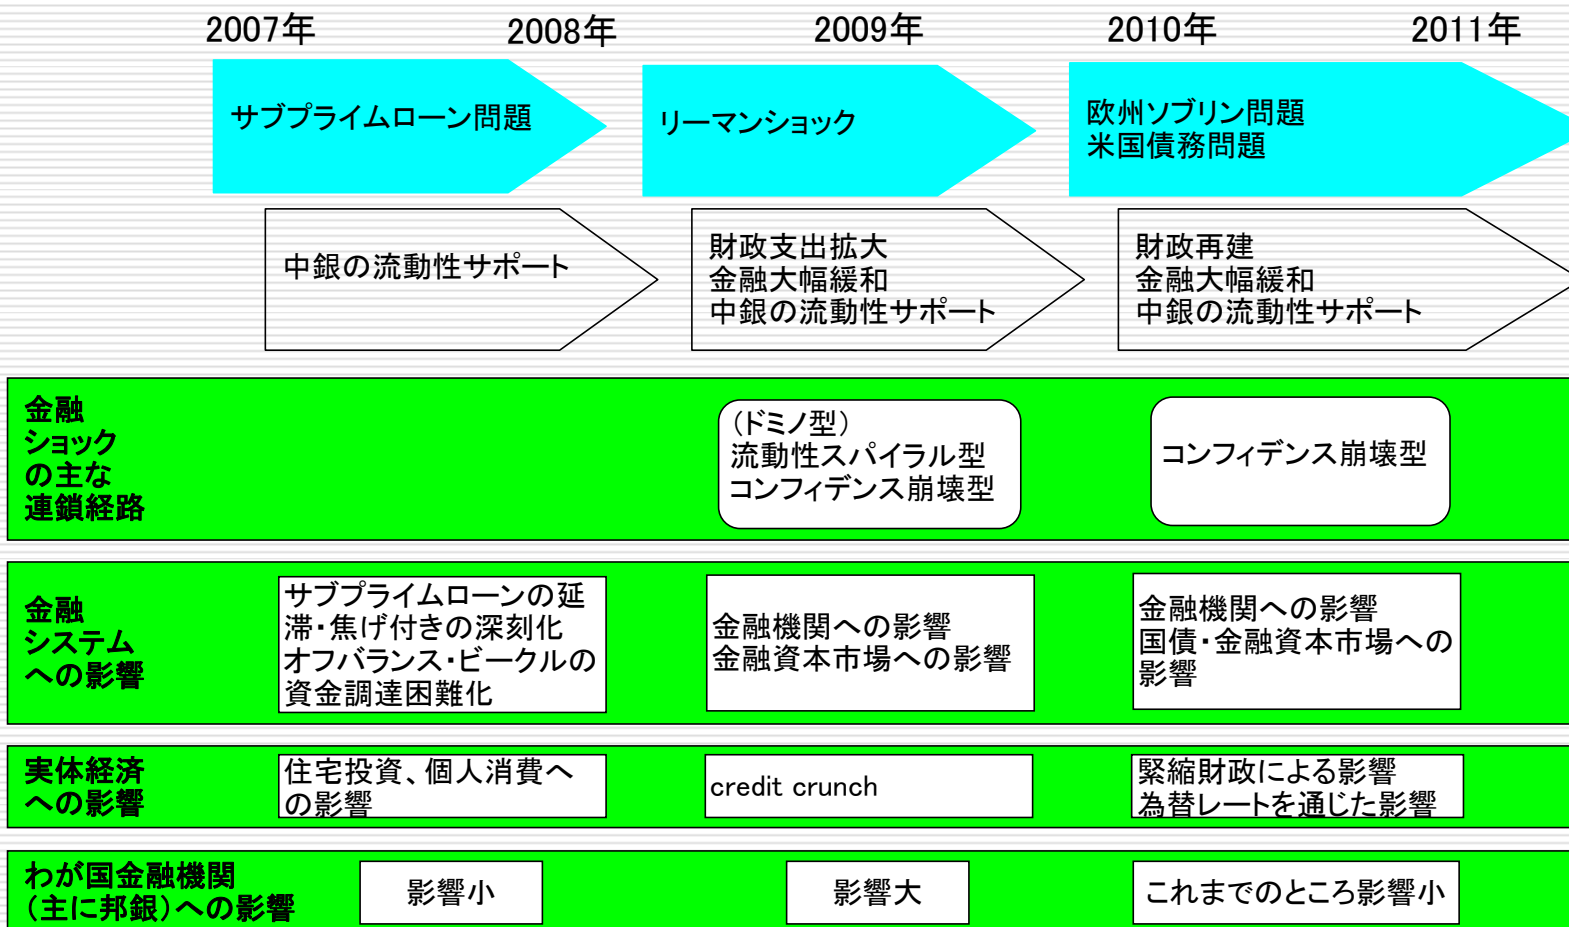 2007年
2008年
2009年
2010年
2011年
サブプライムローン問題
リーマンショック
欧州ソブリン問題
米国債務問題
中銀の流動性サポート
財政支出拡大
金融大幅緩和
中銀の流動性サポート
財政再建
金融大幅緩和
中銀の流動性サポート
金融
ショック
の主な
連鎖経路
(ドミノ型)
流動性スパイラル型
コンフィデンス崩壊型
コンフィデンス崩壊型
金融
システム
への影響
サブプライムローンの延
滞・焦げ付きの深刻化
オフバランス・ビークルの
資金調達困難化
金融機関への影響
金融資本市場への影響
金融機関への影響
国債・金融資本市場への
影響
実体経済
への影響
住宅投資、個人消費へ
の影響
credit crunch
緊縮財政による影響
為替レートを通じた影響
わが国金融機関
(主に邦銀)への影響
影響小
影響大
これまでのところ影響小